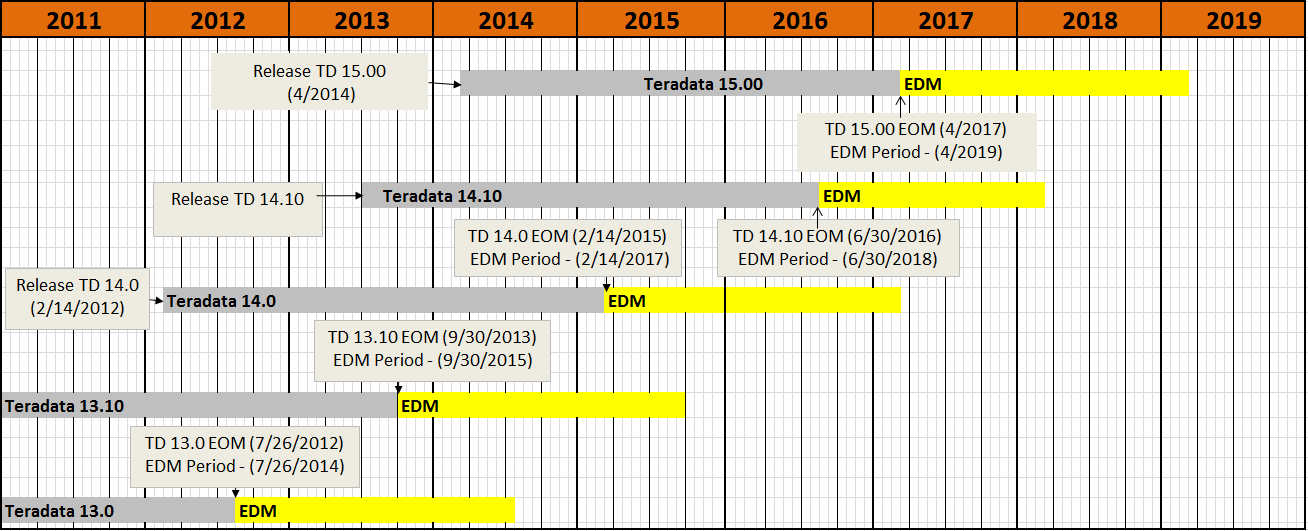 2011 2012 2013 2014 2015 2016 2017 2018 2019
Release TD 15.00
(4/2014)
Teradata 15.00
EDM
TD 15.00 EOM (4/2017)
EDM Period - (4/2019)
Release TD 14.10
Teradata 14.10
EDM
TD 14.0 EOM (2/14/2015)
EDM Period - (2/14/2017)
TD 14.10 EOM (6/30/2016)
EDM Period - (6/30/2018)
Release TD 14.0
(2/14/2012)
Teradata 14.0
EDM
TD 13.10 EOM (9/30/2013)
EDM Period - (9/30/2015)
Teradata 13.10
EDM
TD 13.0 EOM (7/26/2012)
EDM Period - (7/26/2014)
Teradata 13.0
EDM